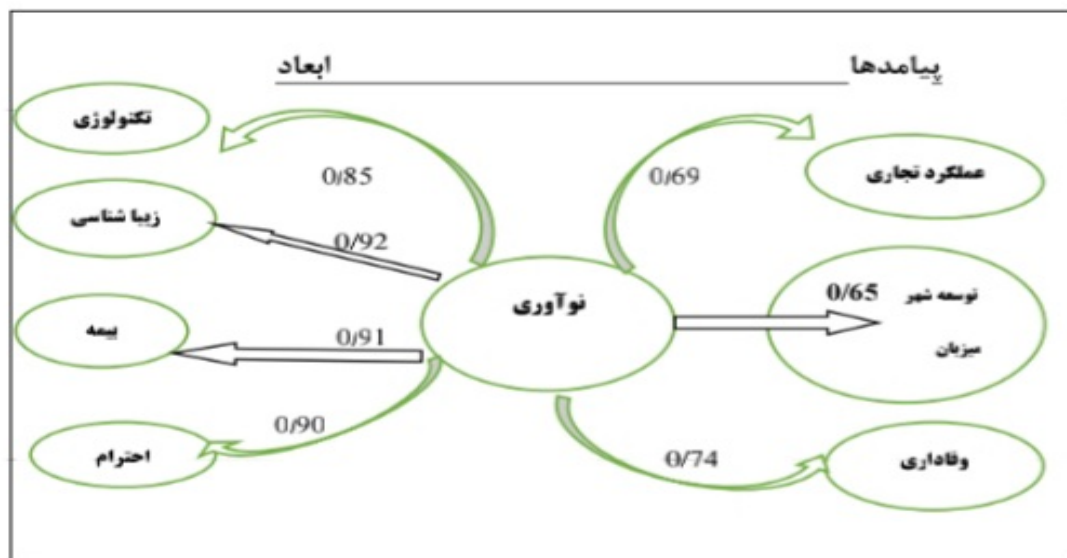 پیامدها
ابعاد
تکنولوژی
عملکرد تجاری
0/69
0/85
زیبا شناسی
0/92
نوآوری
توسعه شهر
میزبان
0/65
بیمه
0/91
احترام
0/90
وفاداری
0/74